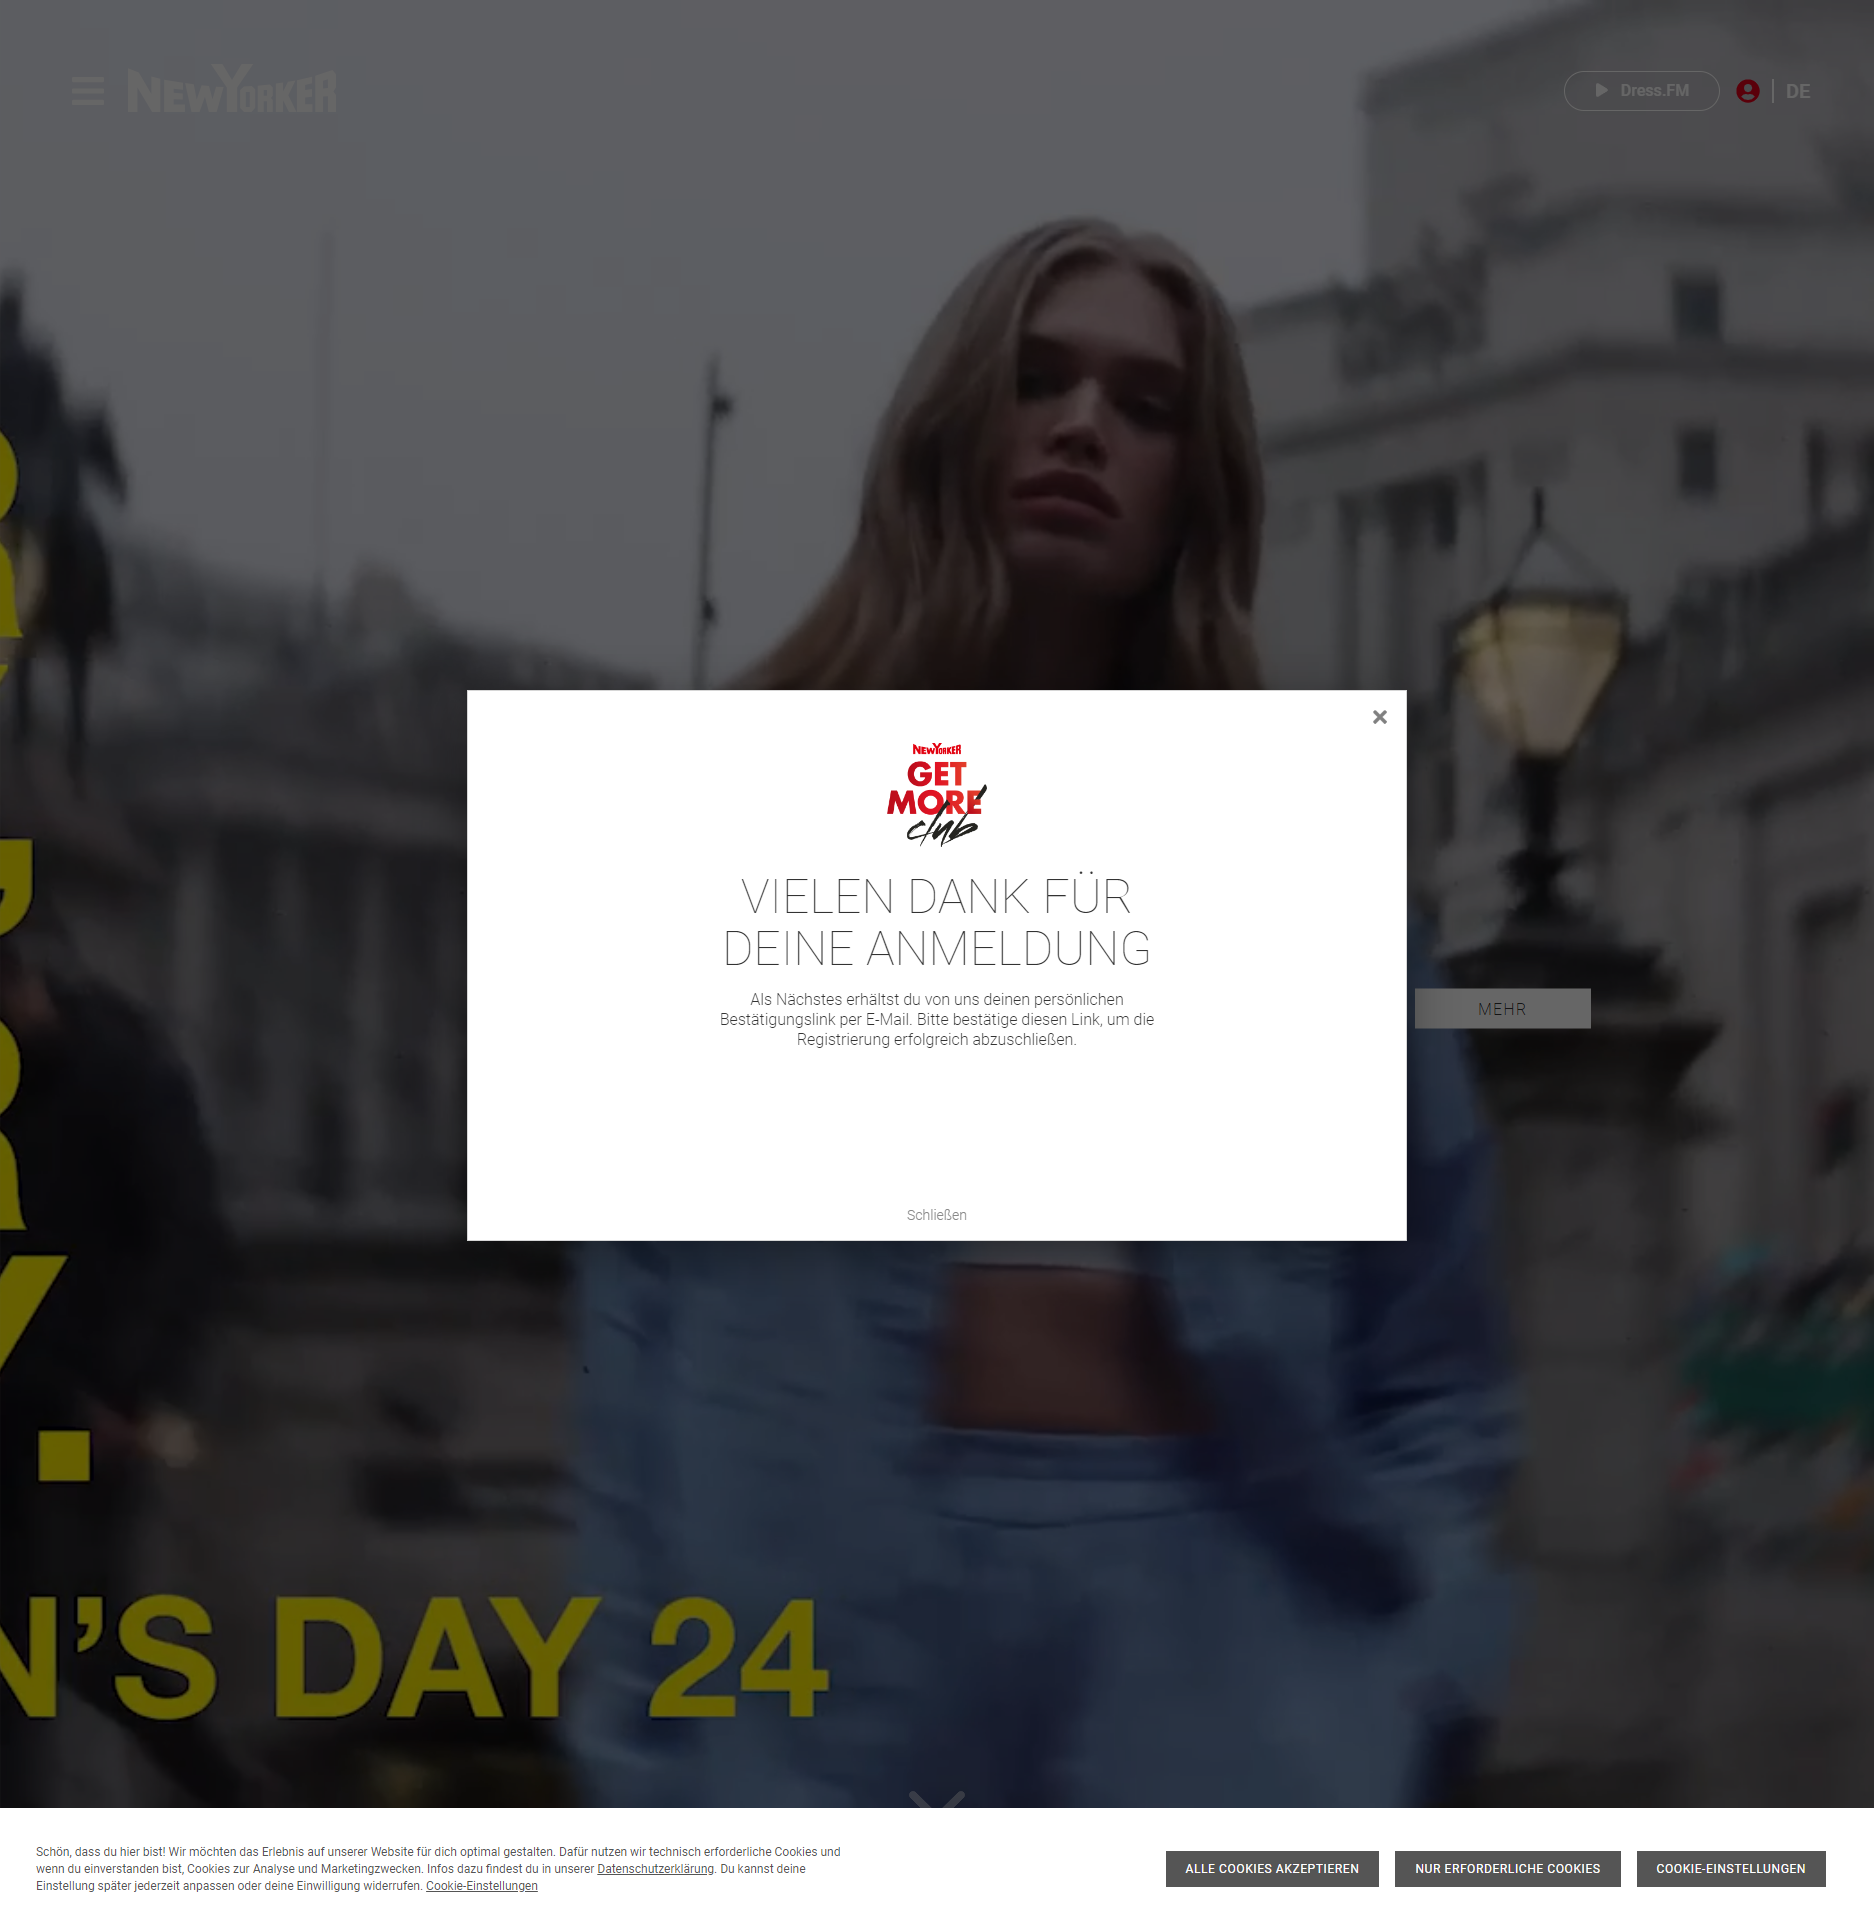 NEWYORKER
Dress.FM
DE
NEWYORKER
GET
MORE
club
VIELEN DANK FÜR
DEINE ANMELDUNG
Als Nächstes erhältst du von uns deinen persönlichen
Bestätigungslink per E-Mail. Bitte bestätige diesen Link, um die
Registrierung erfolgreich abzuschließen.
MEHR
Schließen
N'S DAY 24
Schön, dass du hier bist! Wir möchten das Erlebnis auf unserer Website für dich optimal gestalten. Dafür nutzen wir technisch erforderliche Cookies und
wenn du einverstanden bist, Cookies zur Analyse und Marketingzwecken. Infos dazu findest du in unserer Datenschutzerklärung. Du kannst deine
Einstellung später jederzeit anpassen oder deine Einwilligung widerrufen. Cookie-Einstellungen
ALLE COOKIES AKZEPTIEREN
NUR ERFORDERLICHE COOKIES
COOKIE-EINSTELLUNGEN